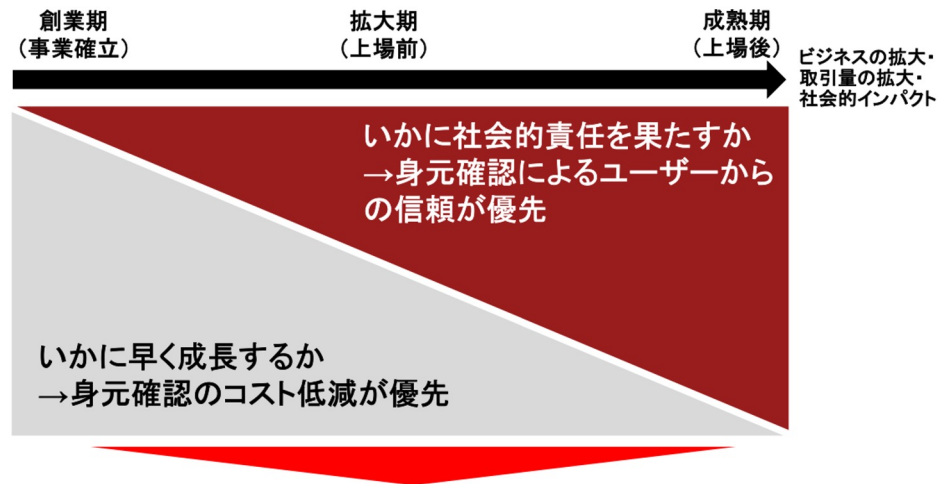 創業期
(事業確立)
拡大期
(上場前)
成熟期
(上場後)
ビジネスの拡大・
取引量の拡大・
社会的インパクト
いかに社会的責任を果たすか
→身元確認によるユーザーから
の信頼が優先
いかに早く成長するか
→身元確認のコスト低減が優先